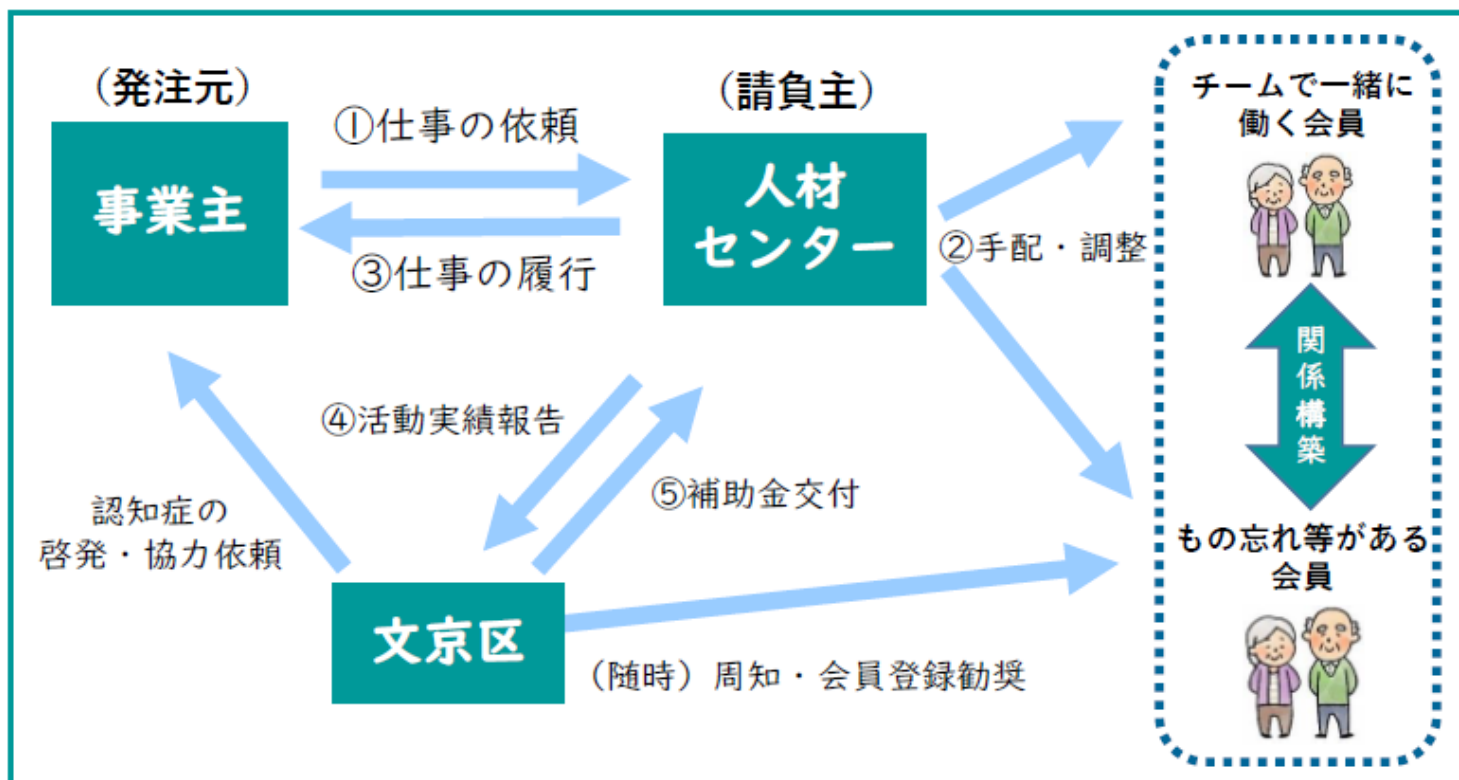 （発注元）
事業主
①仕事の依頼
③仕事の履行
（請負主）
人材
センター
②手配・調整
チームで一緒に
働く会員
関係構築
もの忘れ等がある
会員
④活動実績報告
⑤補助金交付
認知症の
啓発・協力依頼
文京区
（随時）周知・会員登録勧奨